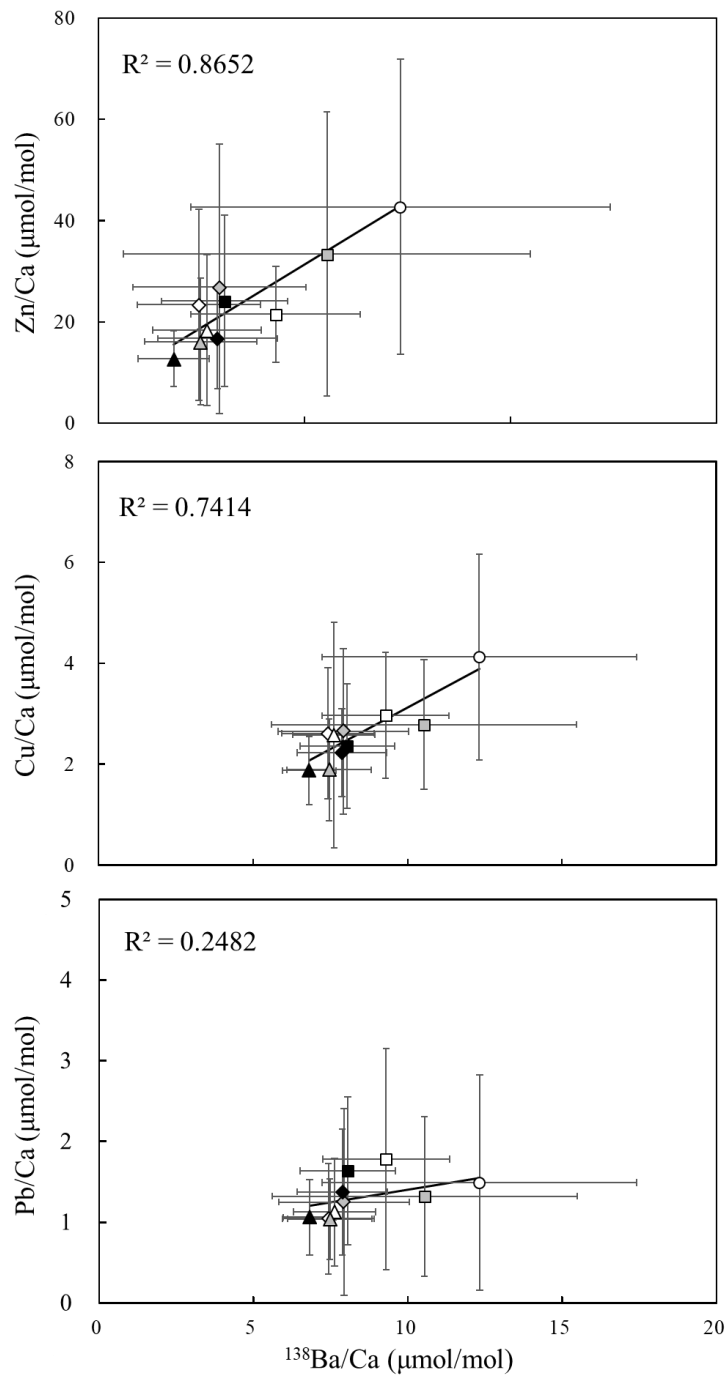 80
R² = 0.8652
60
Zn/Ca (μmol/mol)
40
20
0
8
R² = 0.7414
6
Cu/Ca (μmol/mol)
4
2
0
5
R² = 0.2482
4
3
Pb/Ca (μmol/mol)
2
1
0
0 5 10 15 20
¹³⁸Ba/Ca (μmol/mol)